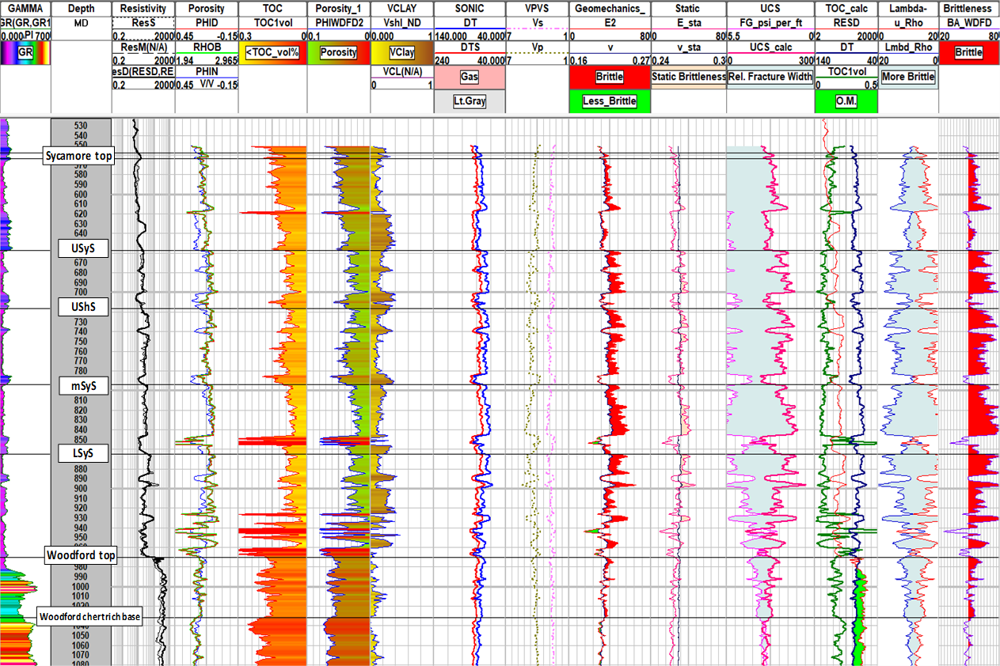 GAMMA Depth Resistivity Porosity TOC Porosity_1 VCLAY SONIC VPVS Geomechanics_ Static UCS TOC_calc Lambda- Brittleness
GR(GR,GR1 MD ResS PHID TOC1vol PHIWDFD2 Vshl_ND DT Vs E2 E_sta FG_psi_per_ft RESD u_Rho BA_WDFD
0.000 PI 700 0.2 2000 0.45 -0.15 0.3 0 0.1 0 0.000 1 140.000 40.000 7 1 0 80 0 80 5.5 0 2 2000 0 20 20 80
GR ResM(N/A) RHOB <TOC_vol% Porosity VClay DTS Vp v v_sta UCS_calc DT Lmbd_Rho Brittle
0.2 2000 1.94 2.965 240 40.000 7 1 0.16 0.27 0.24 0.3 0 300 140 40 20 0
esD(RESD,RE PHIN VCL(N/A) Gas Brittle Static Brittleness Rel. Fracture Width TOC1vol More Brittle
0.2 2000 0.45 V/V -0.15 0 1 0 0.5
Lt.Gray Less_Brittle O.M.
530
540
550
Sycamore top
570
580
590
600
610
620
630
640
USyS
670
680
690
700
UShS
730
740
750
760
770
780
mSyS
810
820
830
840
850
LSyS
880
890
900
910
920
930
940
950
Woodford top
980
990
1000
1010
1020
Woodford chert rich base
1040
1050
1060
1070
1080